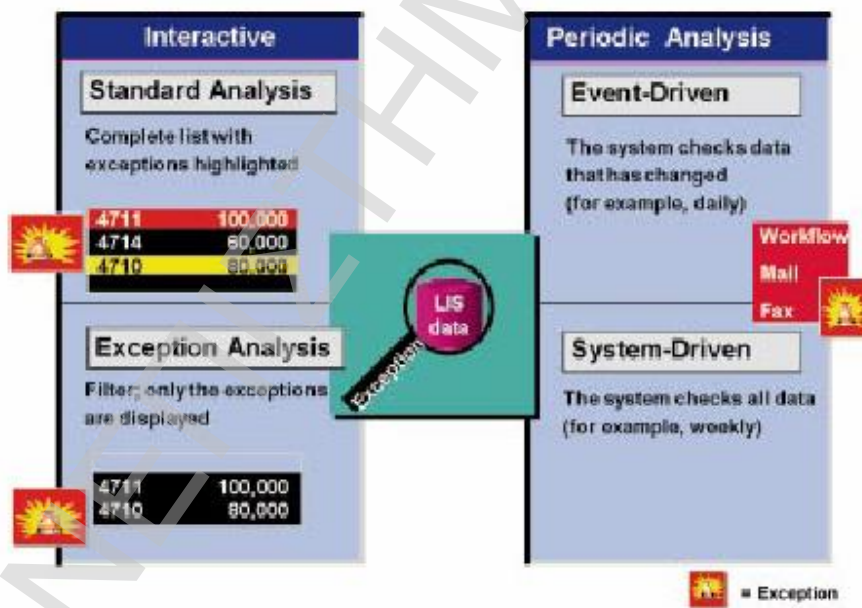 Interactive
Standard Analysis
Complete list with
exceptions highlighted
4711 100,000
4714 60,000
4710 80,000
Exception Analysis
Filter; only the exceptions
are displayed
4711 100,000
4710 80,000
LIS
data
Exception
Periodic Analysis
Event-Driven
The system checks data
that has changed
(for example, daily)
Workflow
Mail
Fax
System-Driven
The system checks all data
(for example, weekly)
= Exception